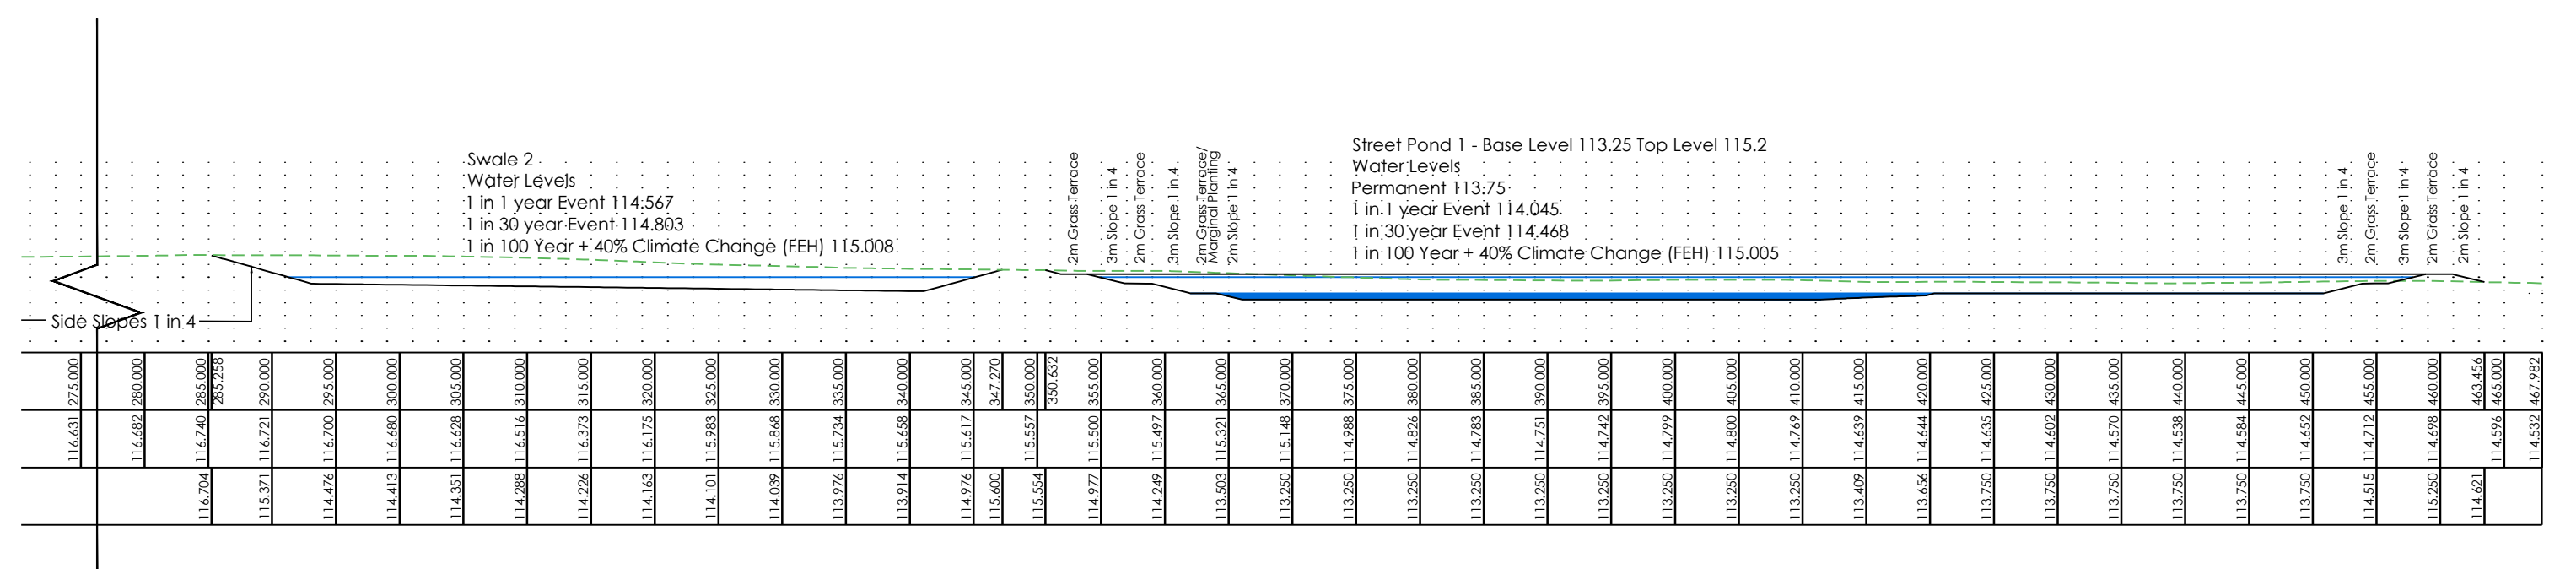 Swale 2
Water Levels
1 in 1 year Event 114.567
1 in 30 year Event 114.803
1 in 100 Year + 40% Climate Change (FEH) 115.008
2m Grass Terrace
3m Slope 1 in 4
2m Grass Terrace
3m Slope 1 in 4
2m Grass Terrace/
Marginal Planting
2m Slope 1 in 4
Street Pond 1 - Base Level 113.25 Top Level 115.2
Water Levels
Permanent 113.75
1 in 1 year Event 114.045
1 in 30 year Event 114.468
1 in 100 Year + 40% Climate Change (FEH) 115.005
3m Slope 1 in 4
2m Grass Terrace
3m Slope 1 in 4
2m Grass Terrace
2m Slope 1 in 4
Side Slopes 1 in 4
275.000 280.000 285.000 285.258 290.000 295.000 300.000 305.000 310.000 315.000 320.000 325.000 330.000 335.000 340.000 345.000 347.270 350.000 350.632 355.000 360.000 365.000 370.000 375.000 380.000 385.000 390.000 395.000 400.000 405.000 410.000 415.000 420.000 425.000 430.000 435.000 440.000 445.000 450.000 455.000 460.000 463.456 465.000 467.982
116.631 116.682 116.740 116.721 116.700 116.680 116.628 116.516 116.373 116.175 115.983 115.868 115.734 115.658 115.617 115.557 115.500 115.497 115.321 115.148 114.988 114.826 114.783 114.751 114.742 114.799 114.800 114.769 114.639 114.644 114.635 114.602 114.570 114.538 114.584 114.652 114.712 114.698 114.596 114.532
116.704 115.371 114.476 114.413 114.351 114.288 114.226 114.163 114.101 114.039 113.976 113.914 114.976 115.600 115.554 114.977 114.249 113.503 113.250 113.250 113.250 113.250 113.250 113.250 113.250 113.250 113.250 113.409 113.656 113.750 113.750 113.750 113.750 113.750 113.750 114.515 115.250 114.621